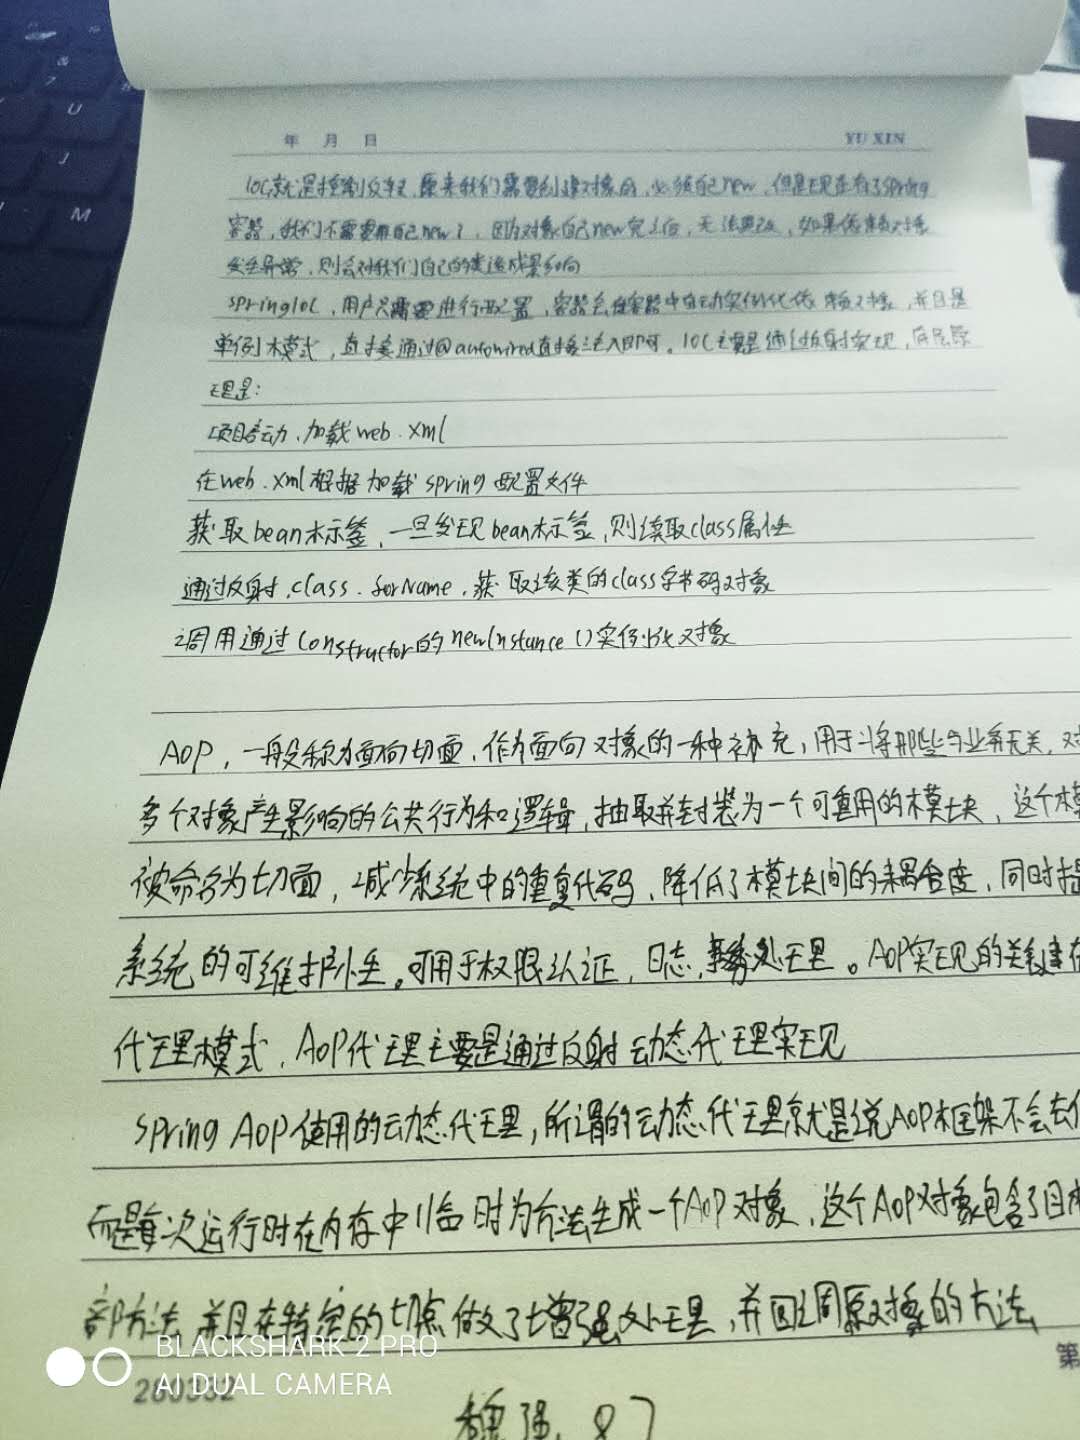 年 月 日 YU XIN
IOC就是控制反转,原来我们需要创建对象时,必须自己new,但是现在有了spring
容器,我们不需要再自己new了,因为对象自己new完之后,无法更改,如果依赖对象
发生异常,则会对我们自己的类造成影响
springIOC,用户只需要进行配置,容器会在容器中自动实例化依赖对象,并且是
单例模式,直接通过@autowired直接注入即可。IOC主要是通过反射实现,底层原
理是:
项目启动,加载web.xml
在web.xml根据加载spring配置文件
获取bean标签,一旦发现bean标签,则读取class属性
通过反射,class.forName,获取该类的class字节码对象
调用通过constructor的newInstance()实例化对象
AOP,一般称为面向切面,作为面向对象的一种补充,用于将那些与业务无关,对
多个对象产生影响的公共行为和逻辑,抽取并封装为一个可重用的模块,这个模
被命名为切面,减少系统中的重复代码,降低了模块间的耦合度,同时提
系统的可维护性。可用于权限认证,日志,事务处理。AOP实现的关键在
代理模式,AOP代理主要是通过反射动态代理实现
spring AOP使用的动态代理,所谓的动态代理就是说AOP框架不会去
而是每次运行时在内存中临时为方法生成一个AOP对象,这个AOP对象包含了目标
部方法,并且在特定的切点做了增强处理,并回调原对象的方法
第
BLACKSHARK 2 PRO
AI DUAL CAMERA
魏强. 87